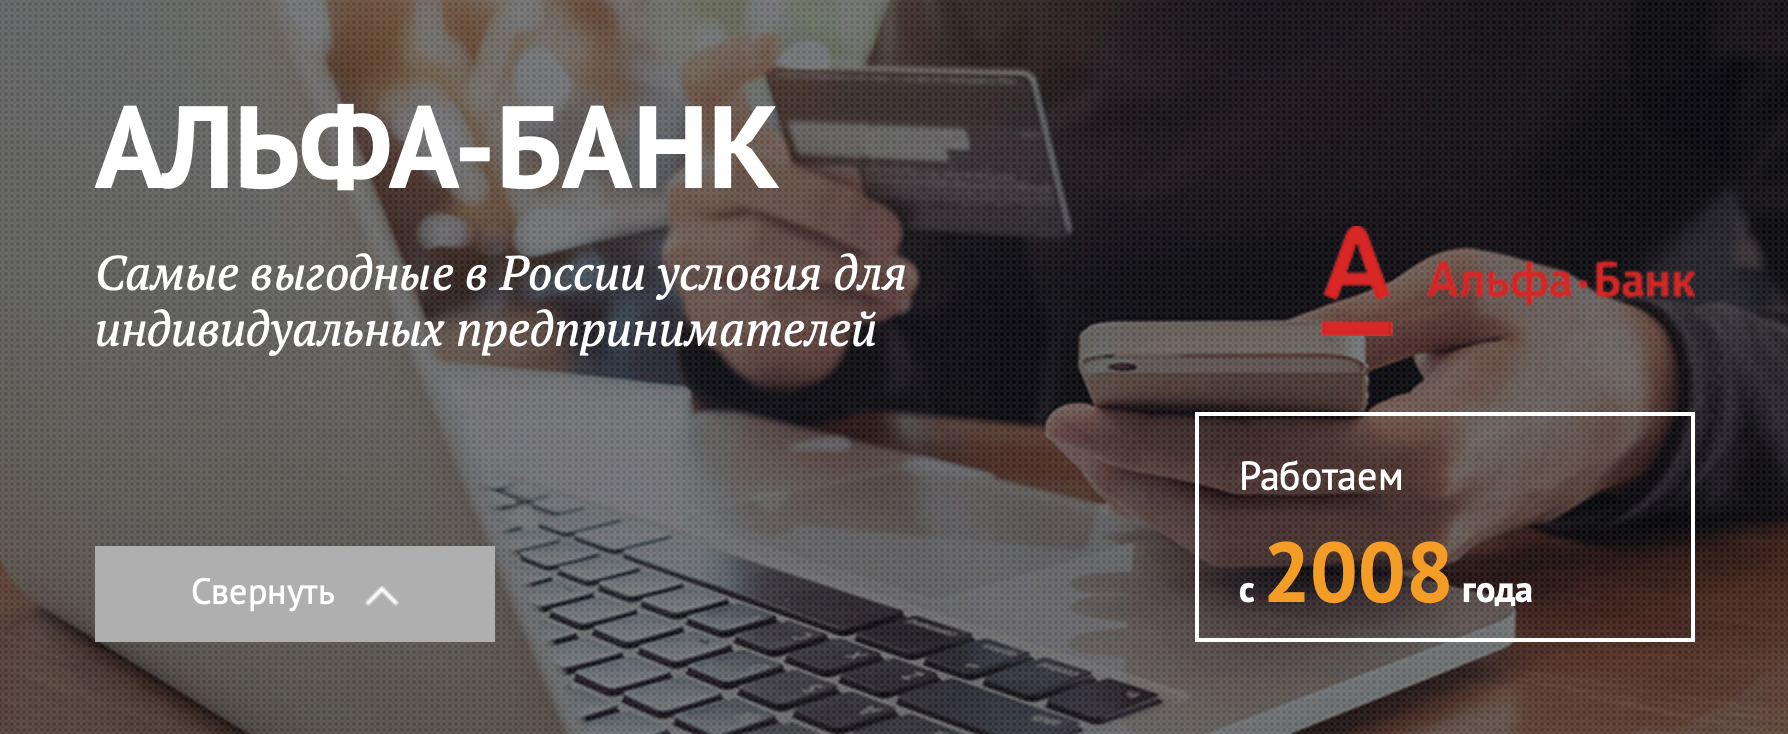 АЛЬФА-БАНК
Самые выгодные в России условия для
индивидуальных предпринимателей
Альфа·Банк
Работаем
с 2008 года
Свернуть